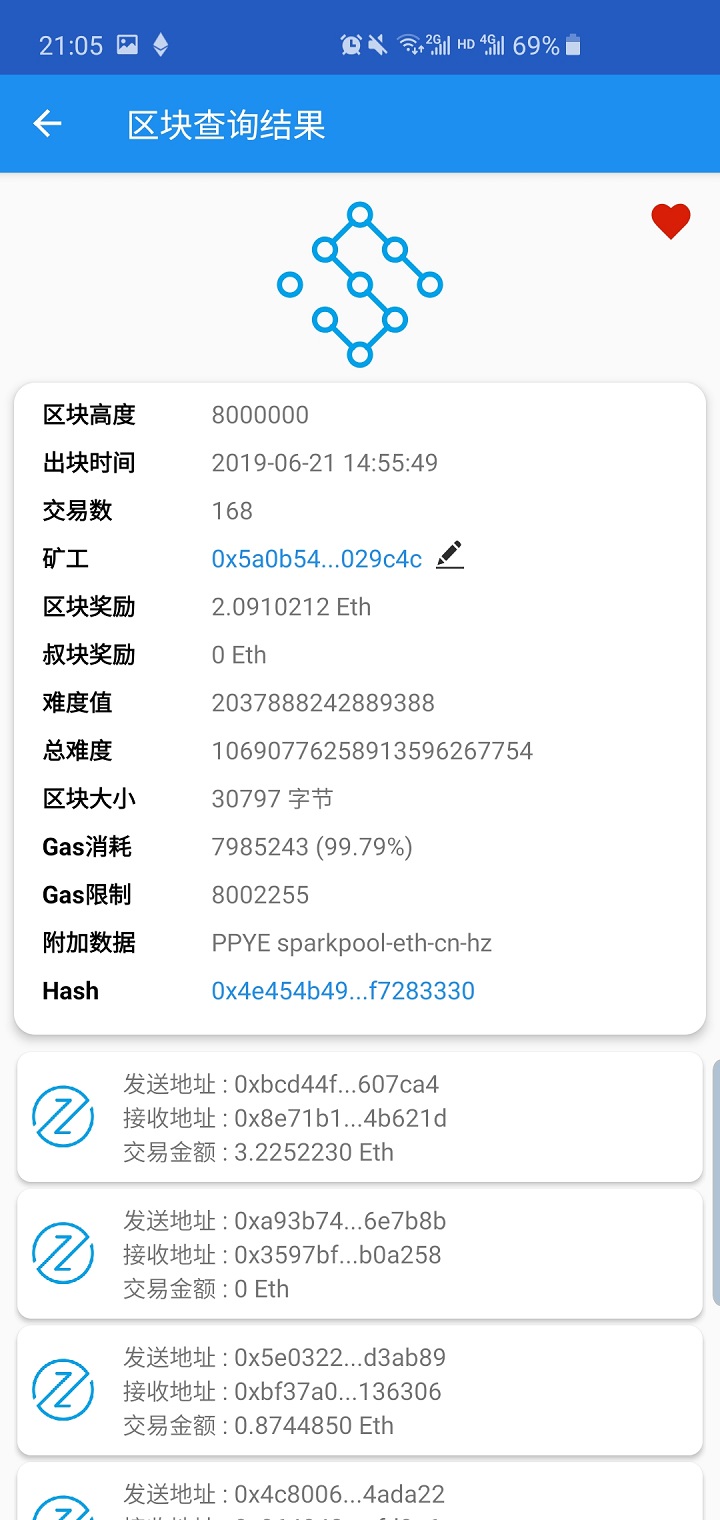 21:05 2G HD 4G 69%
区块查询结果
区块高度 8000000
出块时间 2019-06-21 14:55:49
交易数 168
矿工 0x5a0b54...029c4c
区块奖励 2.0910212 Eth
叔块奖励 0 Eth
难度值 2037888242889388
总难度 10690776258913596267754
区块大小 30797 字节
Gas消耗 7985243 (99.79%)
Gas限制 8002255
附加数据 PPYE sparkpool-eth-cn-hz
Hash 0x4e454b49...f7283330
发送地址 : 0xbcd44f...607ca4
接收地址 : 0x8e71b1...4b621d
交易金额 : 3.2252230 Eth
发送地址 : 0xa93b74...6e7b8b
接收地址 : 0x3597bf...b0a258
交易金额 : 0 Eth
发送地址 : 0x5e0322...d3ab89
接收地址 : 0xbf37a0...136306
交易金额 : 0.8744850 Eth
发送地址 : 0x4c8006...4ada22